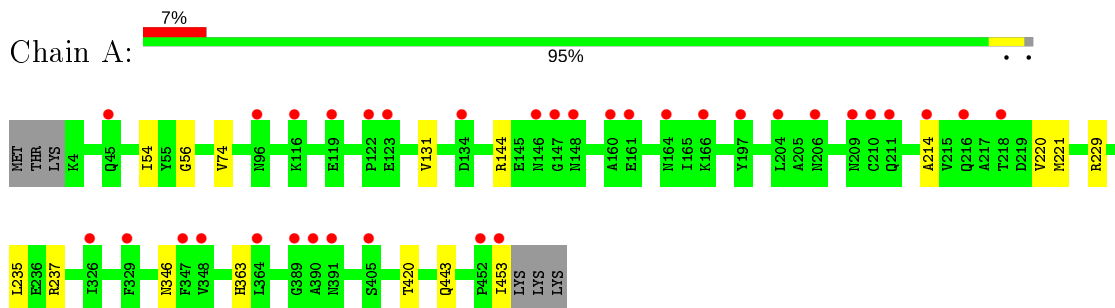 7%
Chain A:
95%
MET THR LYS K4 Q45 I54 Y55 G56 V74 N96 K116 E119 P122 E123 V131 D134 R144 E145 N146 G147 N148 A160 E161 N164 I165 K166 Y197 L204 A205 N206 N209 C210 Q211 A214 V215 Q216 A217 T218 D219 V220 M221 R229
L235 E236 R237 I326 F329 N346 F347 V348 H363 L364 G389 A390 N391 S405 T420 Q443 P452 I453 LYS LYS LYS